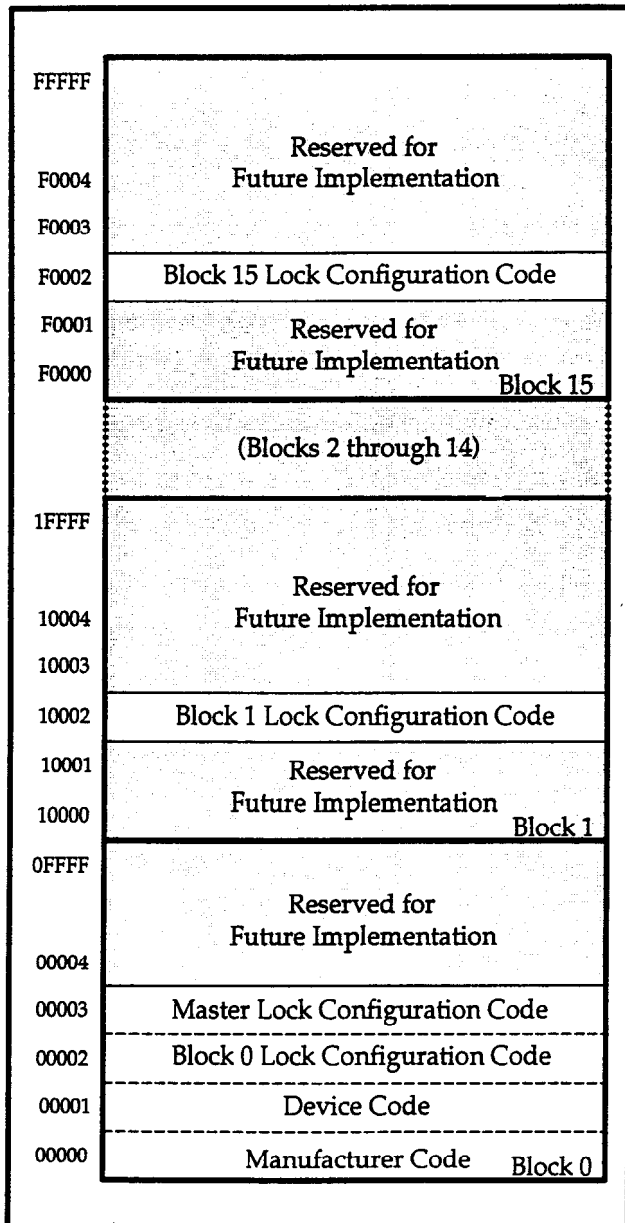 FFFFF
Reserved for
F0004 Future Implementation
F0003
F0002 Block 15 Lock Configuration Code
F0001 Reserved for
Future Implementation
F0000 Block 15
(Blocks 2 through 14)
1FFFF
Reserved for
10004 Future Implementation
10003
10002 Block 1 Lock Configuration Code
10001 Reserved for
10000 Future Implementation
Block 1
0FFFF
Reserved for
Future Implementation
00004
00003 Master Lock Configuration Code
00002 Block 0 Lock Configuration Code
00001 Device Code
00000 Manufacturer Code Block 0